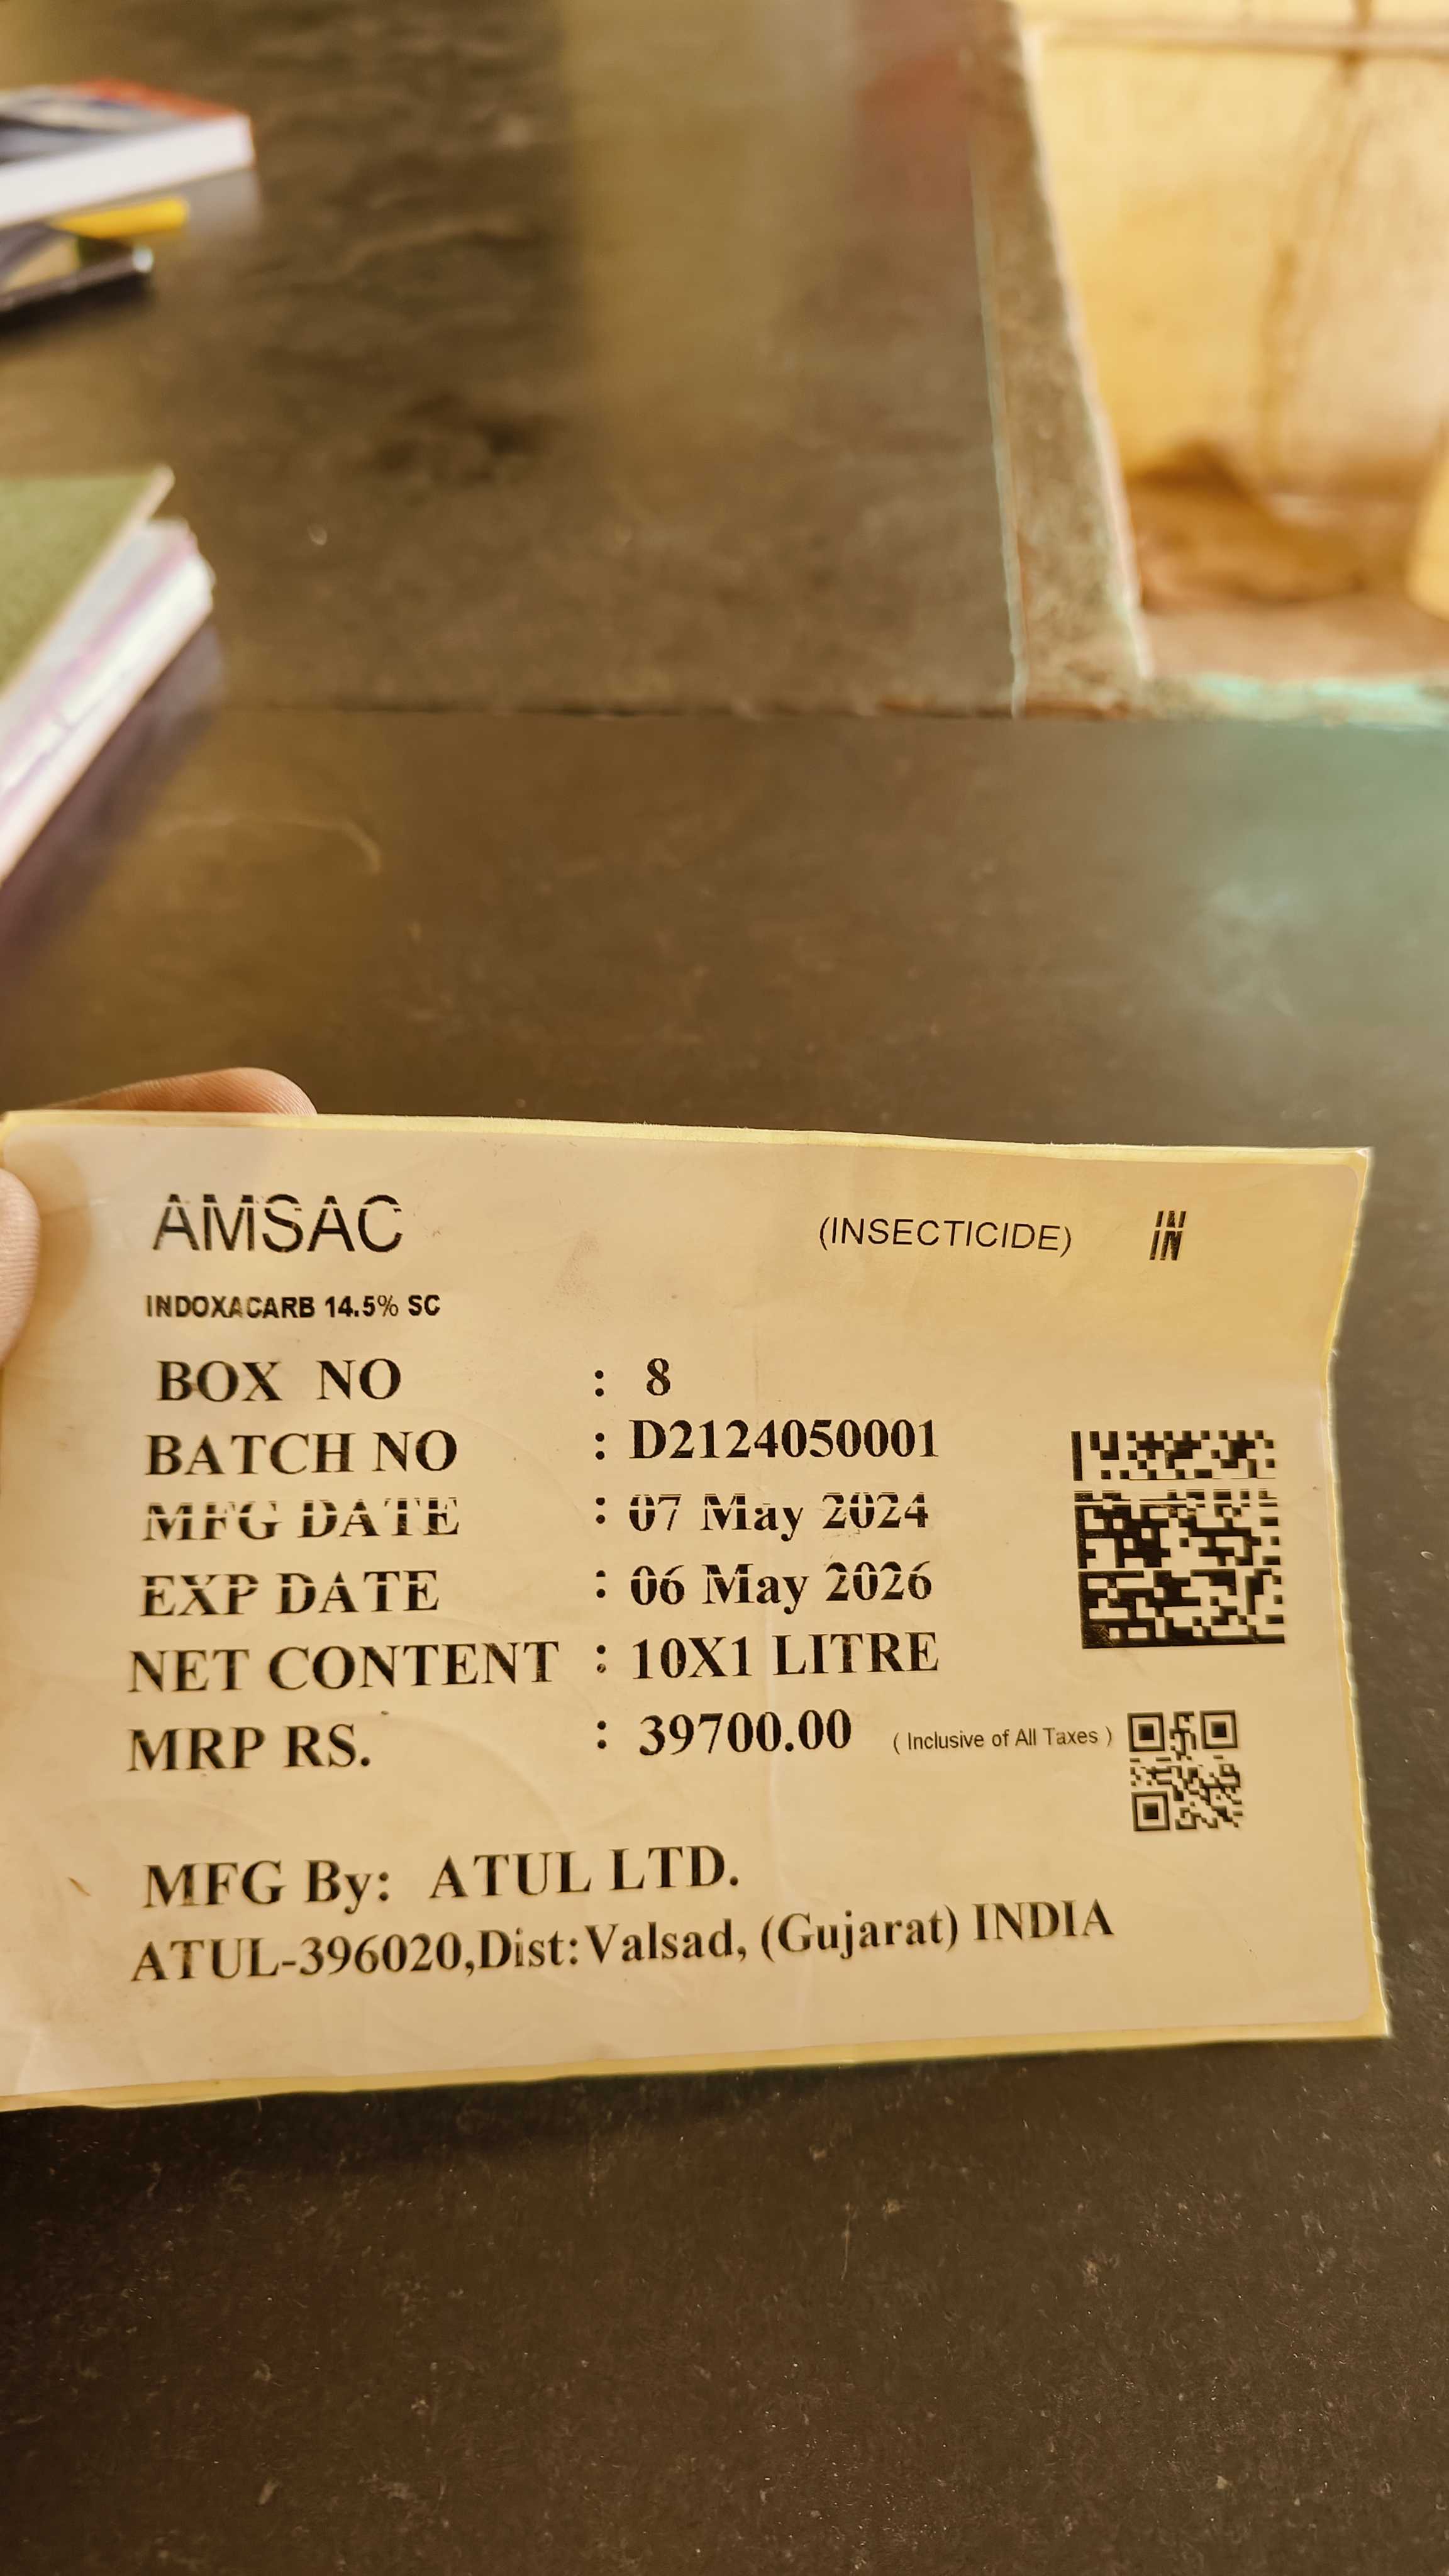 AMSAC (INSECTICIDE) IN
INDOXACARB 14.5% SC
BOX NO : 8
BATCH NO : D2124050001
MFG DATE : 07 May 2024
EXP DATE : 06 May 2026
NET CONTENT : 10X1 LITRE
MRP RS. : 39700.00 ( Inclusive of All Taxes )
MFG By: ATUL LTD.
ATUL-396020,Dist:Valsad, (Gujarat) INDIA